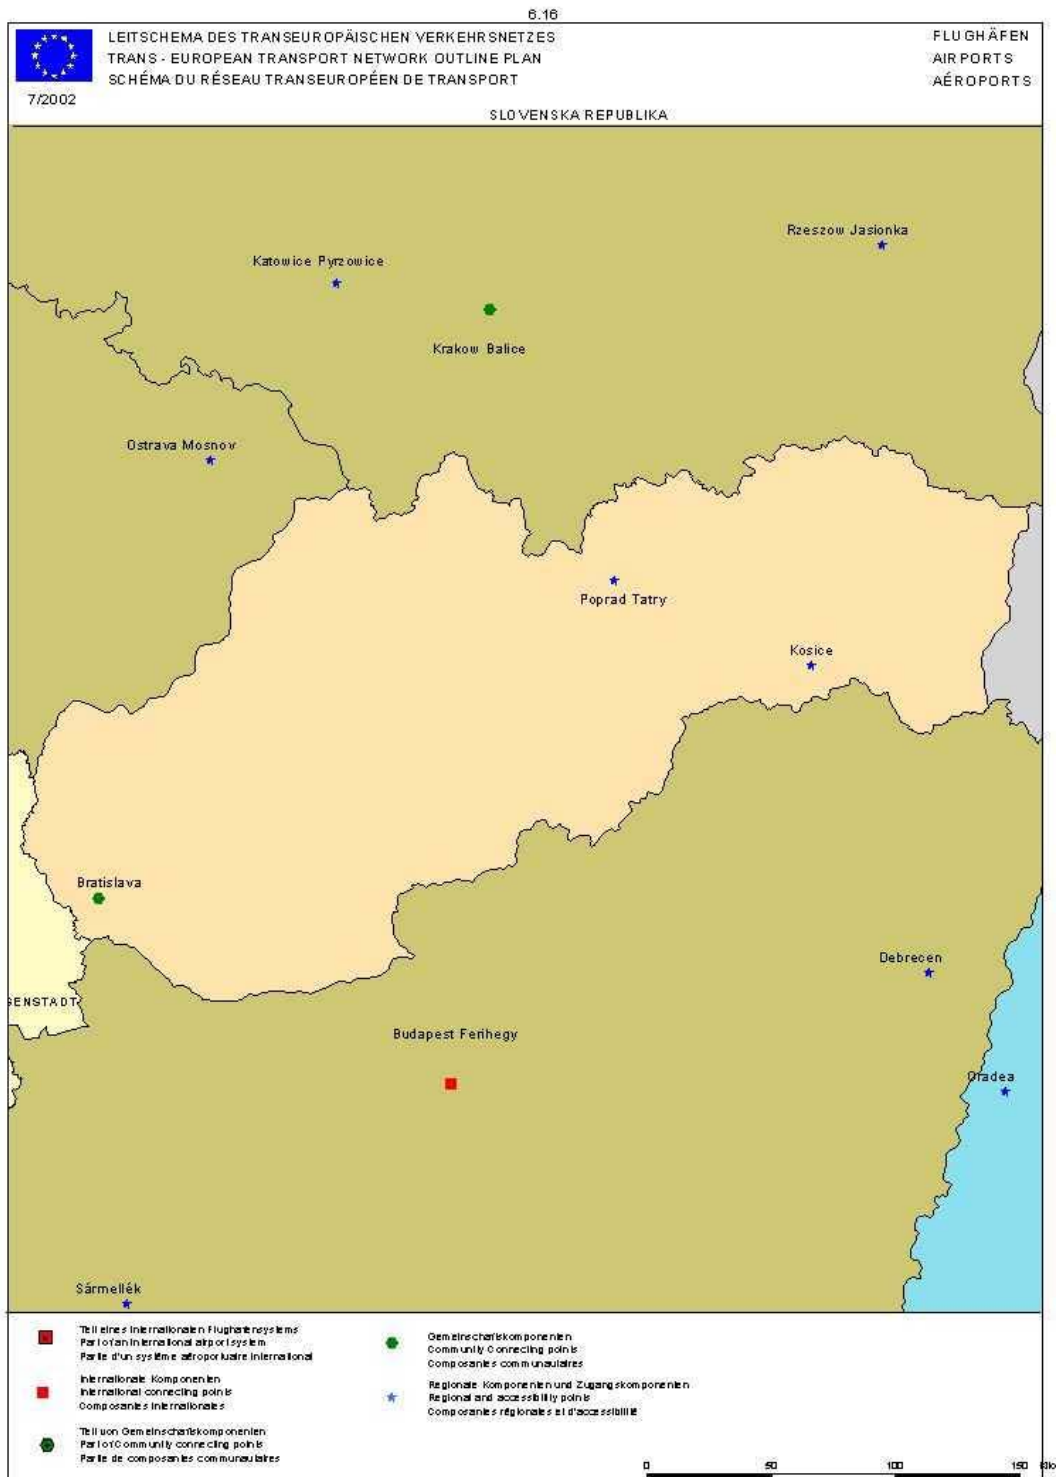 6.16
LEITSCHEMA DES TRANSEUROPÄISCHEN VERKEHRSNETZES
TRANS - EUROPEAN TRANSPORT NETWORK OUTLINE PLAN
SCHÉMA DU RÉSEAU TRANSEUROPÉEN DE TRANSPORT
FLUGHÄFEN
AIRPORTS
AÉROPORTS
7/2002
SLOVENSKA REPUBLIKA
Rzeszow Jasionka
Katowice Pyrzowice
Krakow Balice
Ostrava Mosnov
Poprad Tatry
Kosice
Bratislava
Debrecen
SENSTADT
Budapest Ferihegy
Oradea
Sármellék
Teil eines Internationalen Flughafensystems
Part of an international airport system
Partie d'un système aéroportuaire international
Internationale Komponenten
International connecting points
Composantes internationales
Teil von Gemeinschaftskomponenten
Part of Community connecting points
Partie de composantes communautaires
Gemeinschaftskomponenten
Community Connecting points
Composantes communautaires
Regionale Komponenten und Zugangskomponenten
Regional and accessibility points
Composantes régionales et d'accessibilité
0 50 100 150